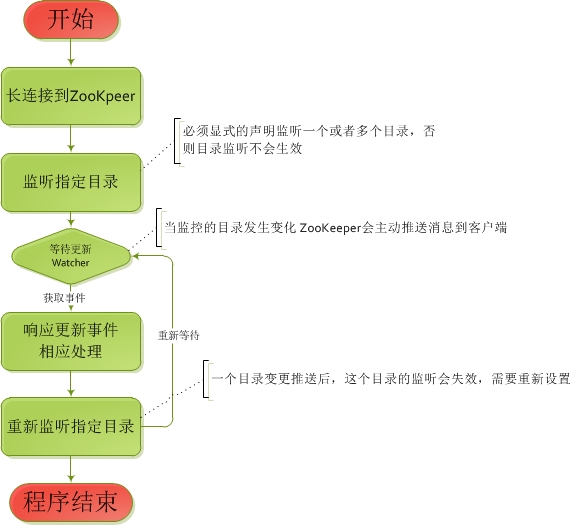 开始
长连接到ZooKpeer
必须显式的声明监听一个或者多个目录，否
则目录监听不会生效
监听指定目录
当监控的目录发生变化 ZooKeeper会主动推送消息到客户端
等待更新
Watcher
获取事件
响应更新事件
相应处理
重新等待
一个目录变更推送后，这个目录的监听会失效，需要重新设置
重新监听指定目录
程序结束